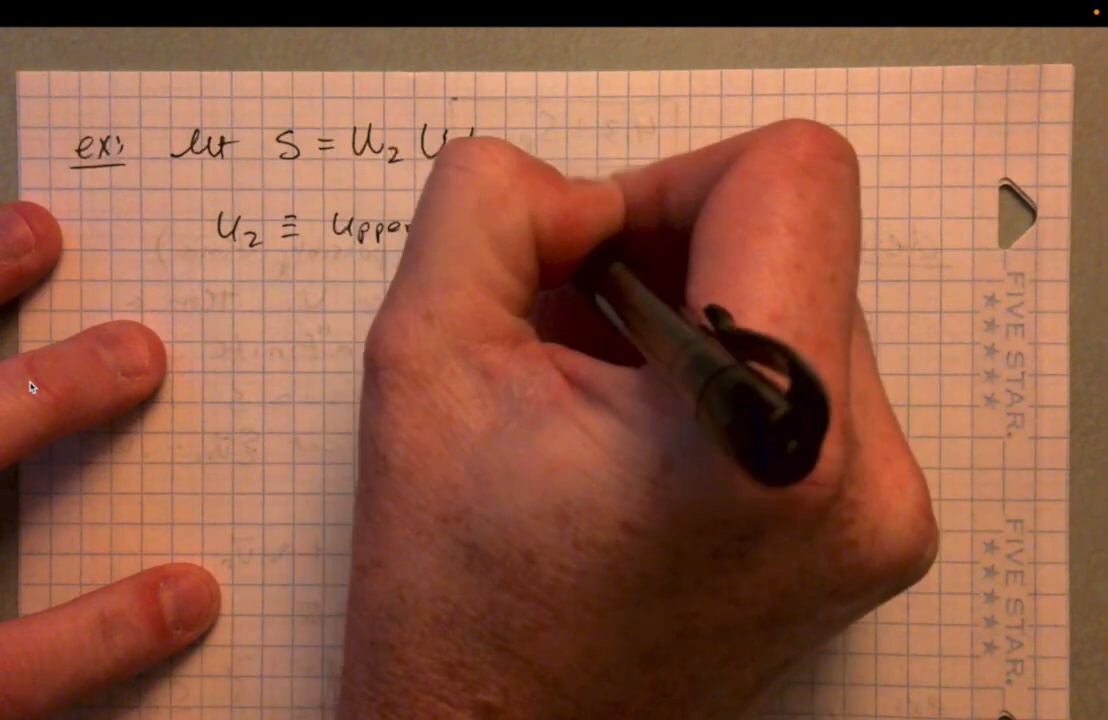 ex: let S = U₂ U
U₂ ≡ Upper
FIVE STAR.
FIVE STAR.